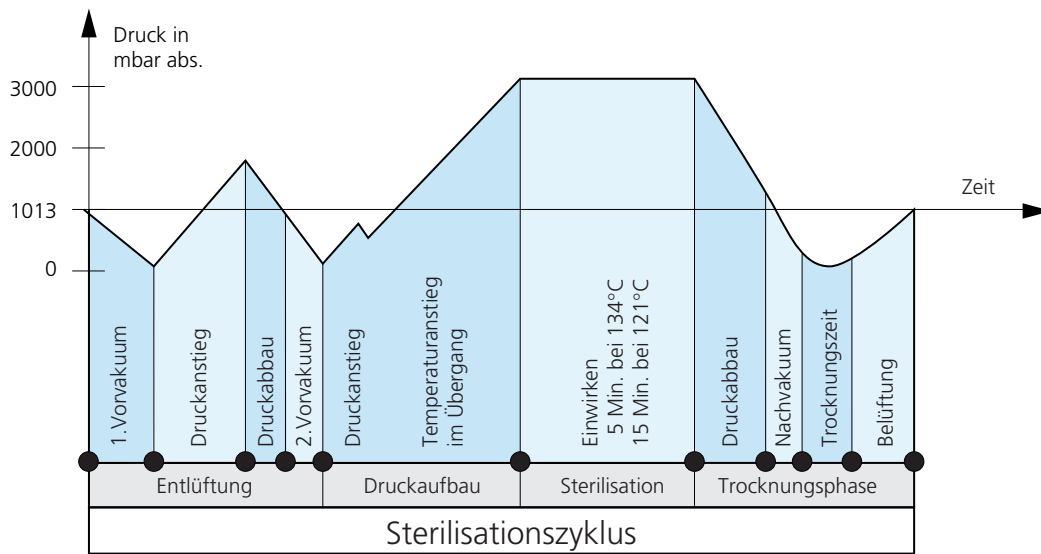 Druck in
mbar abs.
3000
2000
1013
0
Zeit
1.Vorvakuum
Druckanstieg
Druckabbau
2.Vorvakuum
Druckanstieg
Temperaturanstieg
im Übergang
Einwirken
5 Min. bei 134°C
15 Min. bei 121°C
Druckabbau
Nachvakuum
Trocknungszeit
Belüftung
Entlüftung
Druckaufbau
Sterilisation
Trocknungsphase
Sterilisationszyklus